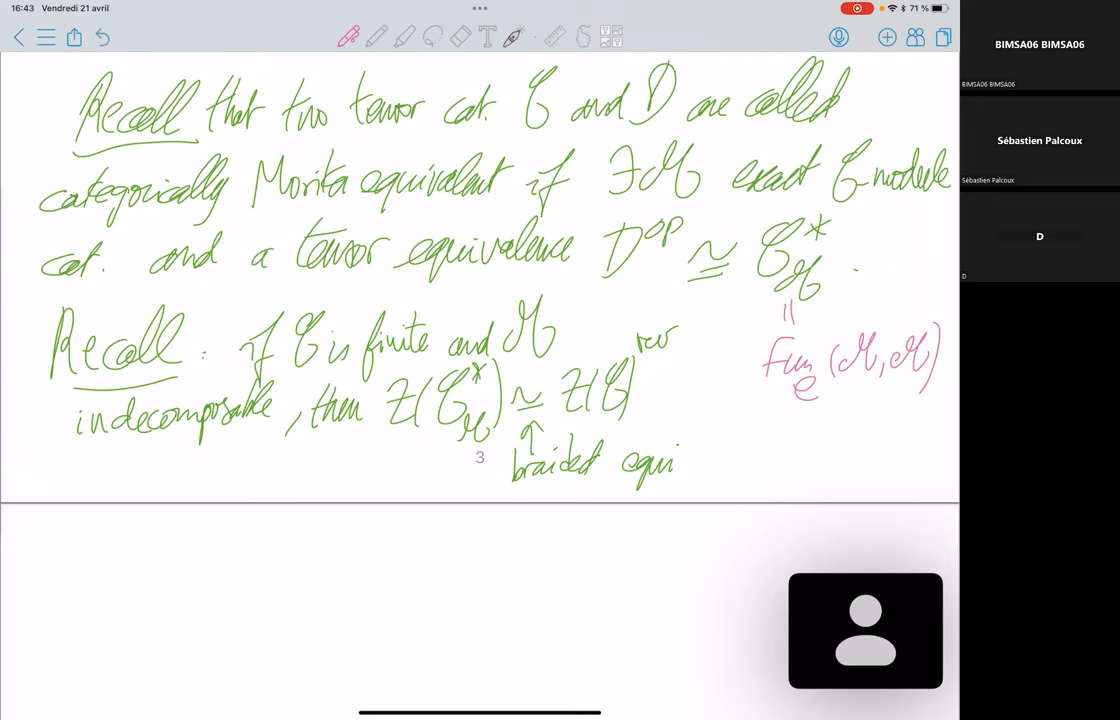 16:43 Vendredi 21 avril
71 %
Recall that two tensor cat. C and D are called
categorically Morita equivalent if ∃ M exact C-module
cat. and a tensor equivalence D^op ≅ C*_M .
=
Fun_C (M, M)
Recall : if C is finite and M
indecomposable, then Z(C*_M) ≃ Z(C)^rev
↑
braided equi
3
BIMSA06 BIMSA06
BIMSA06 BIMSA06
Sébastien Palcoux
Sébastien Palcoux
D
D